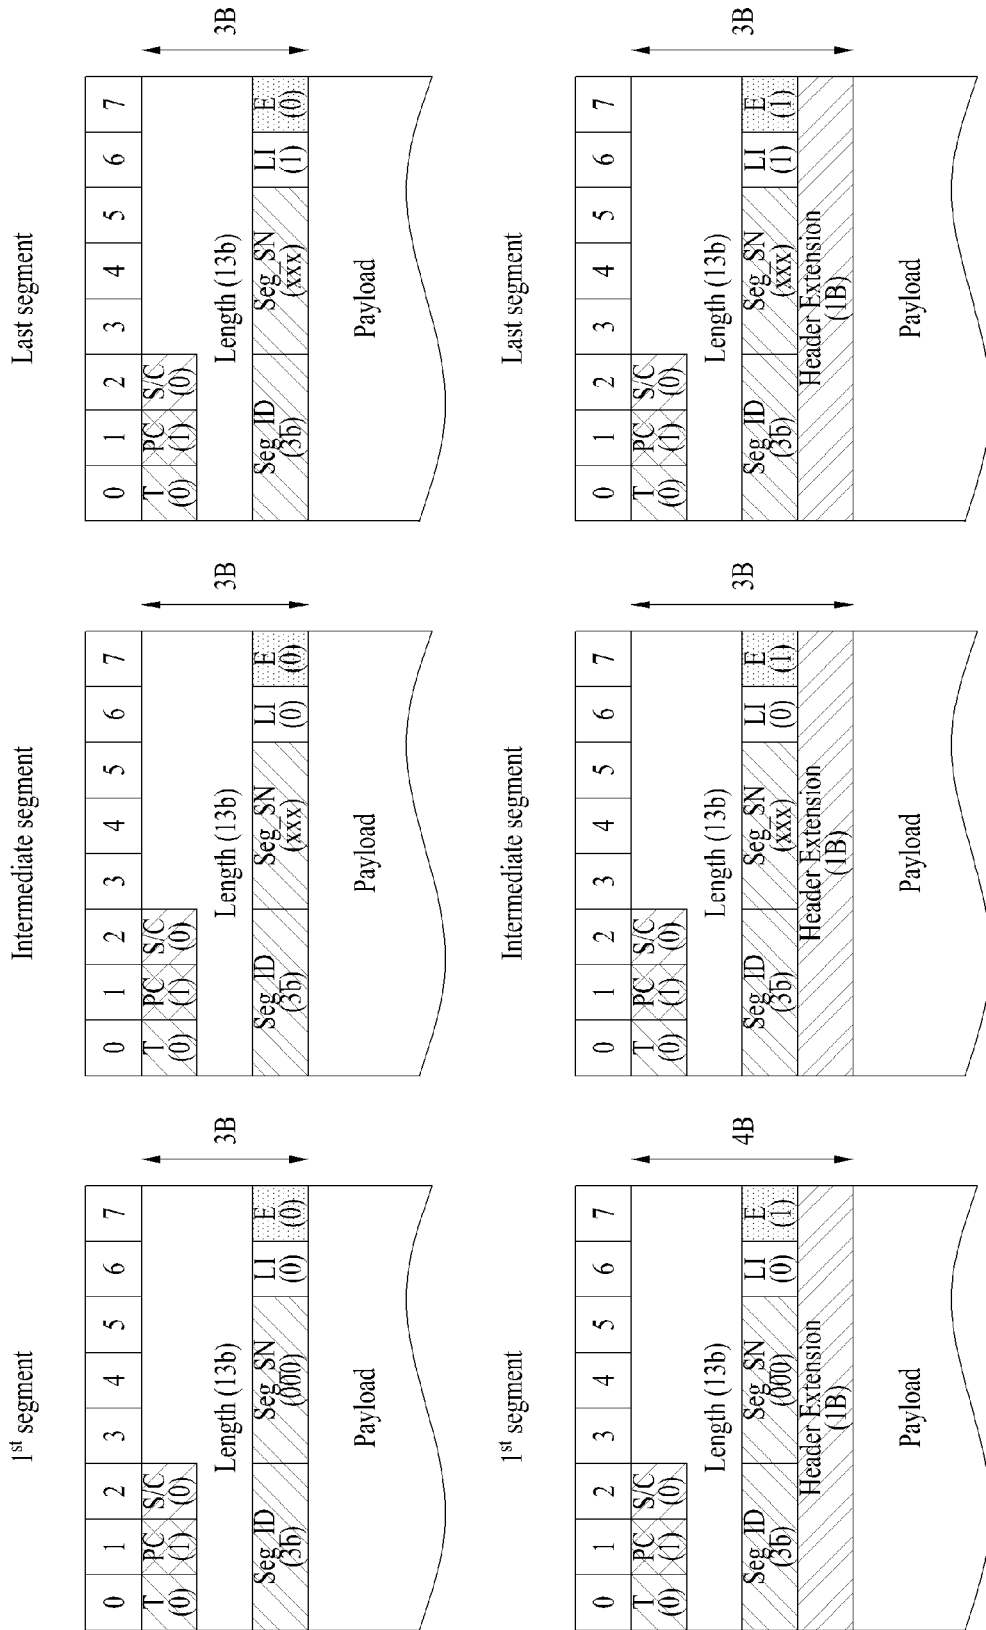 1st segment
0 1 2 3 4 5 6 7
T (0)
PC (1)
S/C (0)
Length (13b)
Seg_ID (3b)
Seg_SN (000)
LI (0)
E (0)
Payload
3B
Intermediate segment
0 1 2 3 4 5 6 7
T (0)
PC (1)
S/C (0)
Length (13b)
Seg_ID (3b)
Seg_SN (xxx)
LI (0)
E (0)
Payload
3B
Last segment
0 1 2 3 4 5 6 7
T (0)
PC (1)
S/C (0)
Length (13b)
Seg_ID (3b)
Seg_SN (xxx)
LI (1)
E (0)
Payload
3B
1st segment
0 1 2 3 4 5 6 7
T (0)
PC (1)
S/C (0)
Length (13b)
Seg_ID (3b)
Seg_SN (000)
LI (0)
E (1)
Header Extension
(1B)
Payload
4B
Intermediate segment
0 1 2 3 4 5 6 7
T (0)
PC (1)
S/C (0)
Length (13b)
Seg_ID (3b)
Seg_SN (xxx)
LI (0)
E (1)
Header Extension
(1B)
Payload
3B
Last segment
0 1 2 3 4 5 6 7
T (0)
PC (1)
S/C (0)
Length (13b)
Seg_ID (3b)
Seg_SN (xxx)
LI (1)
E (1)
Header Extension
(1B)
Payload
3B